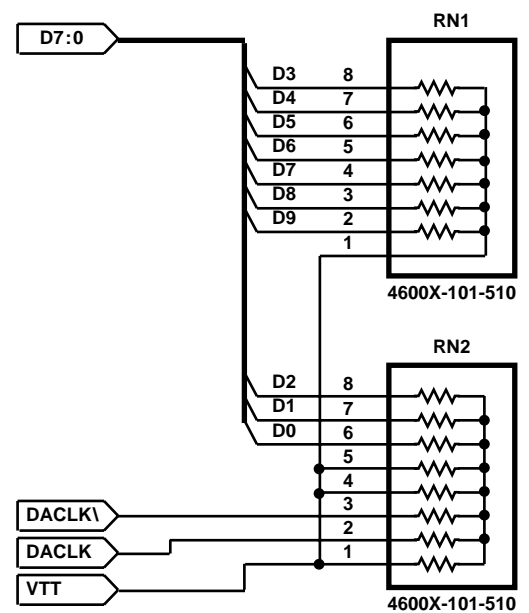 RN1
D7:0
D3 8
D4 7
D5 6
D6 5
D7 4
D8 3
D9 2
1
4600X-101-510
RN2
D2 8
D1 7
D0 6
5
4
3
DACLK\
2
DACLK
1
VTT
4600X-101-510